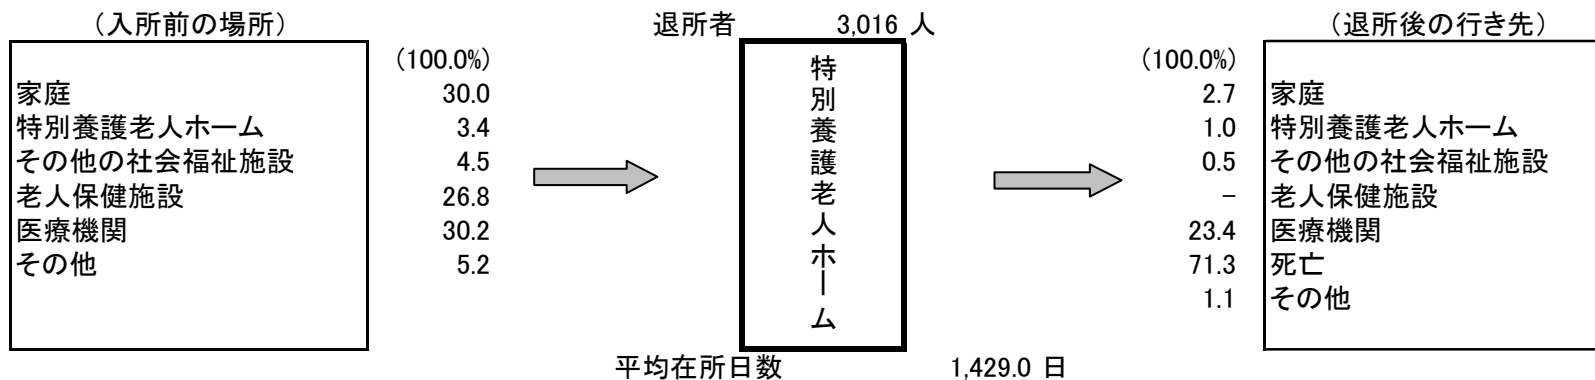 （入所前の場所） 退所者 3,016 人 （退所後の行き先）
（100.0%） （100.0%）
家庭 30.0 2.7 家庭
特別養護老人ホーム 3.4 1.0 特別養護老人ホーム
その他の社会福祉施設 4.5 0.5 その他の社会福祉施設
老人保健施設 26.8 － 老人保健施設
医療機関 30.2 23.4 医療機関
その他 5.2 71.3 死亡
1.1 その他
特別養護老人ホーム
平均在所日数 1,429.0 日